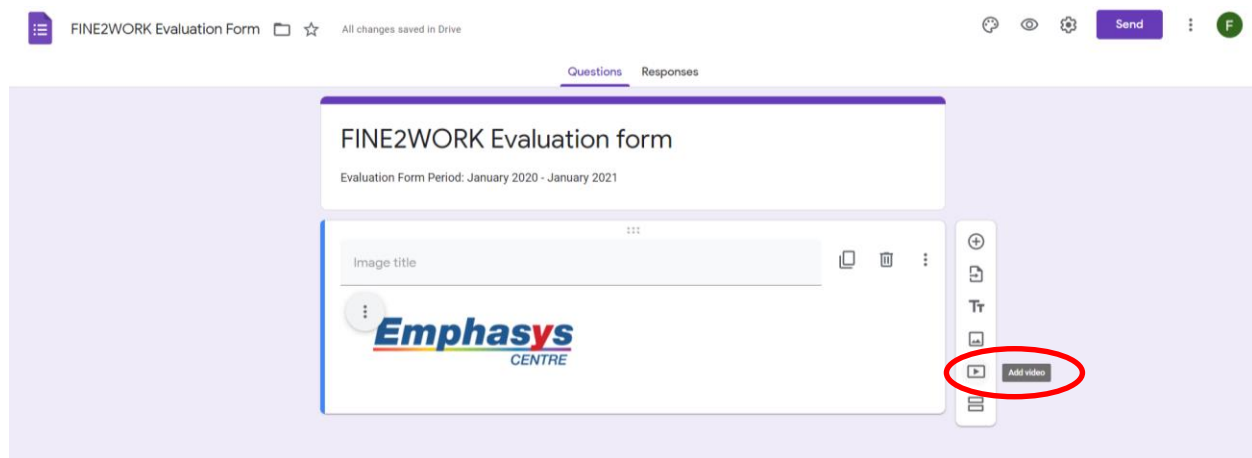 FINE2WORK Evaluation Form
All changes saved in Drive
Send
F
Questions Responses
FINE2WORK Evaluation form
Evaluation Form Period: January 2020 - January 2021
Image title
Emphasys
CENTRE
Tт
Add video